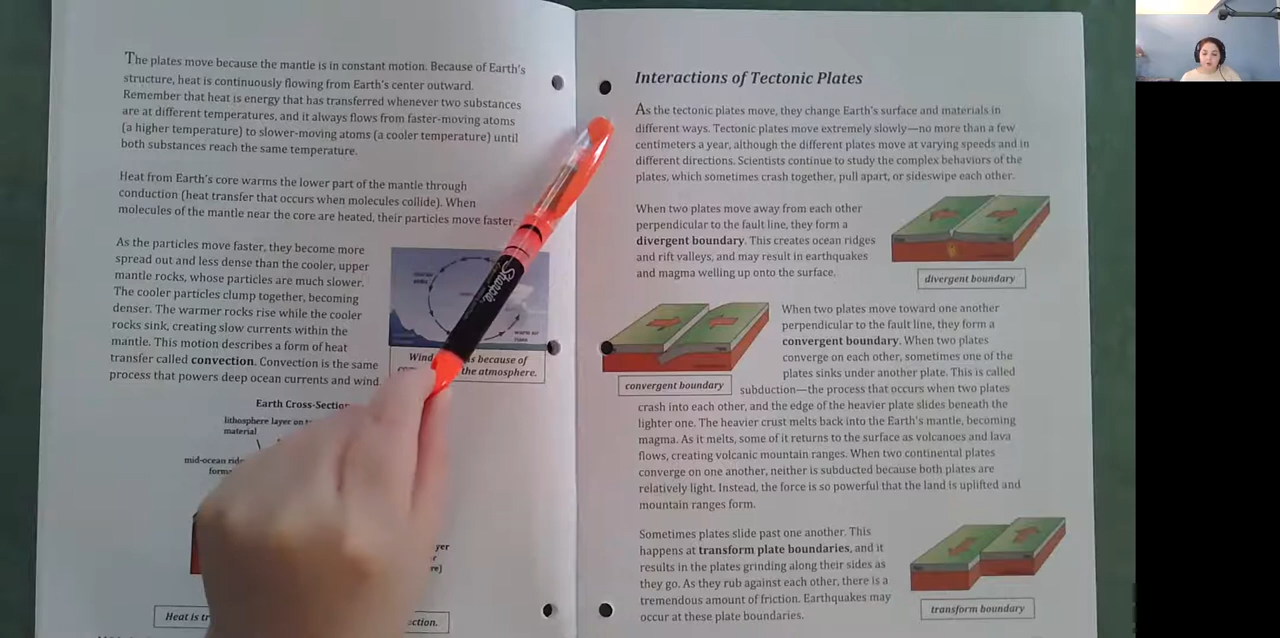 The plates move because the mantle is in constant motion. Because of Earth's
structure, heat is continuously flowing from Earth's center outward.
Remember that heat is energy that has transferred whenever two substances
are at different temperatures, and it always flows from faster-moving atoms
(a higher temperature) to slower-moving atoms (a cooler temperature) until
both substances reach the same temperature.
Heat from Earth's core warms the lower part of the mantle through
conduction (heat transfer that occurs when molecules collide). When
molecules of the mantle near the core are heated, their particles move faster.
As the particles move faster, they become more
spread out and less dense than the cooler, upper
mantle rocks, whose particles are much slower.
The cooler particles clump together, becoming
denser. The warmer rocks rise while the cooler
rocks sink, creating slow currents within the
mantle. This motion describes a form of heat
transfer called convection. Convection is the same
process that powers deep ocean currents and wind.
warm air
rises
Wind because of
the atmosphere.
Earth Cross-Section
lithosphere layer on
material
mid-ocean
Heat is
Sharpie
Interactions of Tectonic Plates
As the tectonic plates move, they change Earth's surface and materials in
different ways. Tectonic plates move extremely slowly—no more than a few
centimeters a year, although the different plates move at varying speeds and in
different directions. Scientists continue to study the complex behaviors of the
plates, which sometimes crash together, pull apart, or sideswipe each other.
When two plates move away from each other
perpendicular to the fault line, they form a
divergent boundary. This creates ocean ridges
and rift valleys, and may result in earthquakes
and magma welling up onto the surface.
divergent boundary
When two plates move toward one another
perpendicular to the fault line, they form a
convergent boundary. When two plates
converge on each other, sometimes one of the
plates sinks under another plate. This is called
subduction—the process that occurs when two plates
crash into each other, and the edge of the heavier plate slides beneath the
lighter one. The heavier crust melts back into the Earth's mantle, becoming
magma. As it melts, some of it returns to the surface as volcanoes and lava
flows, creating volcanic mountain ranges. When two continental plates
converge on one another, neither is subducted because both plates are
relatively light. Instead, the force is so powerful that the land is uplifted and
mountain ranges form.
convergent boundary
Sometimes plates slide past one another. This
happens at transform plate boundaries, and it
results in the plates grinding along their sides as
they go. As they rub against each other, there is a
tremendous amount of friction. Earthquakes may
occur at these plate boundaries.
transform boundary